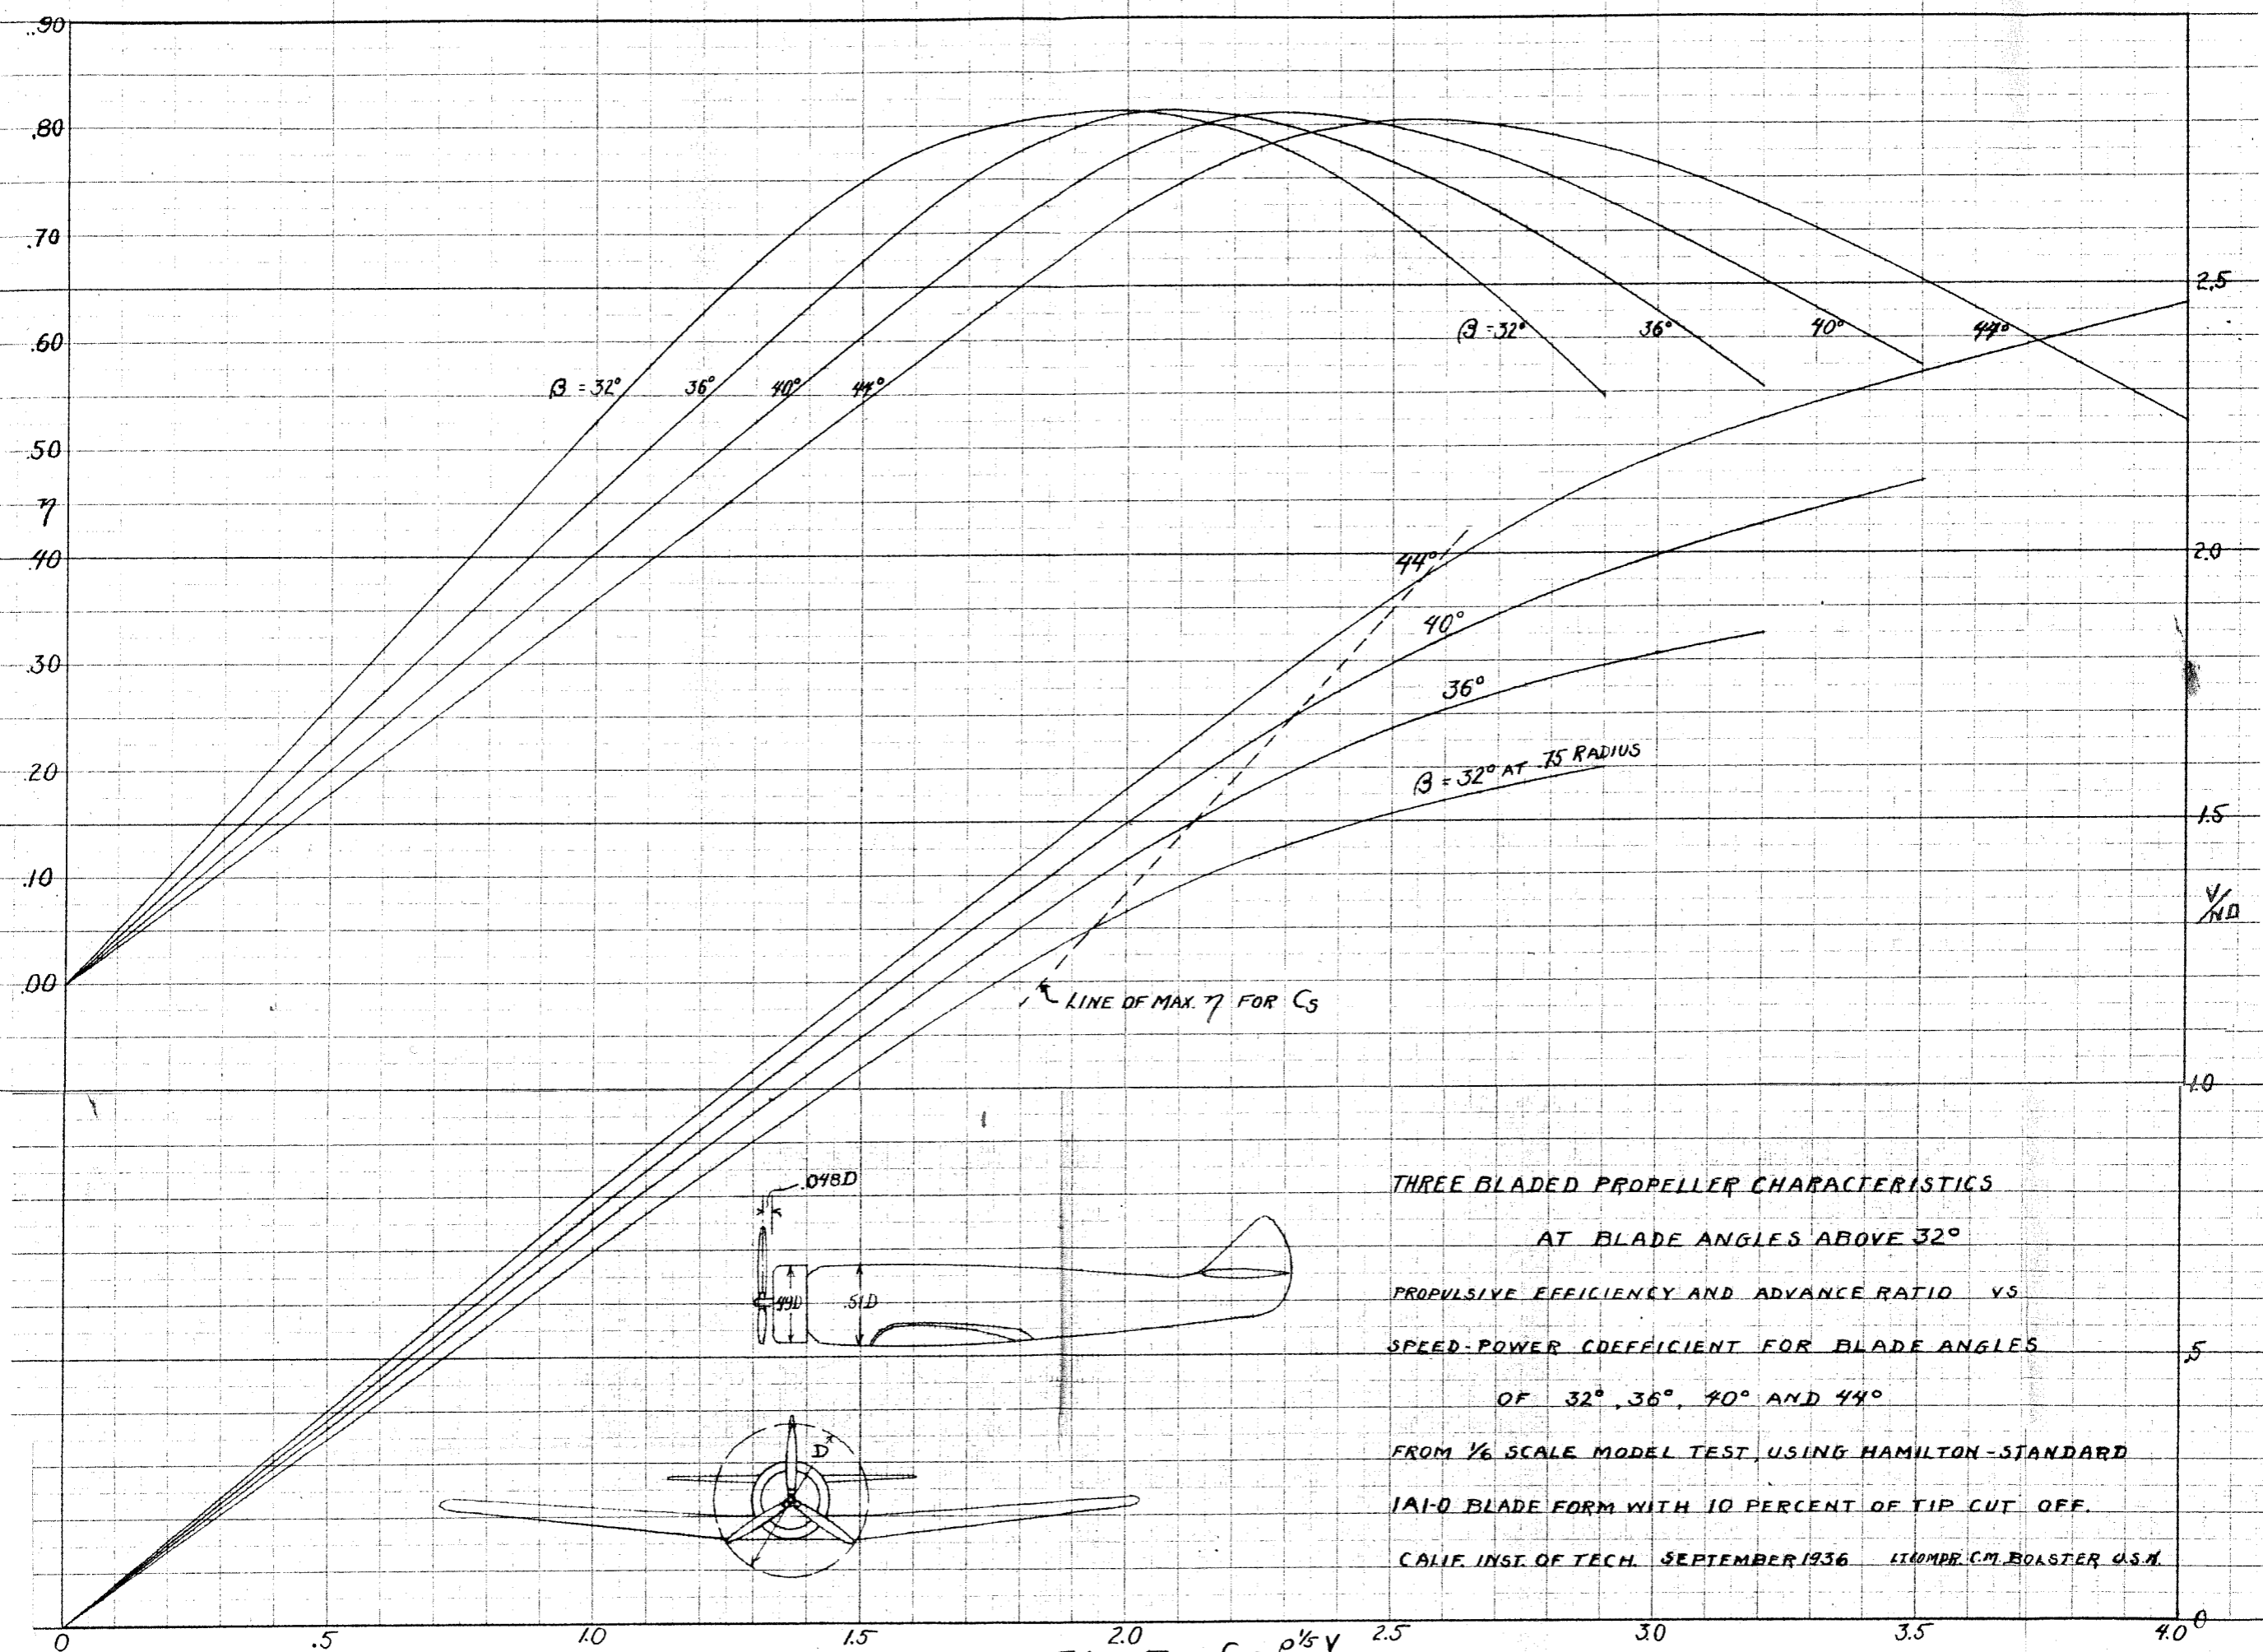 .90
.80
.70
.60
.50
η
.40
.30
.20
.10
.00
2.5
2.0
1.5
V/ND
1.0
.5
0
β = 32° 36° 40° 44°
β = 32° 36° 40° 44°
44°
40°
36°
β = 32° AT .75 RADIUS
LINE OF MAX. η FOR CS
.048D
.49D
.51D
D
THREE BLADED PROPELLER CHARACTERISTICS
AT BLADE ANGLES ABOVE 32°
PROPULSIVE EFFICIENCY AND ADVANCE RATIO VS
SPEED-POWER COEFFICIENT FOR BLADE ANGLES
OF 32°, 36°, 40° AND 44°
FROM 1/6 SCALE MODEL TEST, USING HAMILTON-STANDARD
1A1-0 BLADE FORM WITH 10 PERCENT OF TIP CUT OFF.
CALIF. INST. OF TECH. SEPTEMBER 1936 LT.COMDR. C.M. BOLSTER U.S.N.
0 .5 1.0 1.5 2.0 2.5 3.0 3.5 4.0
ρ1/5 V